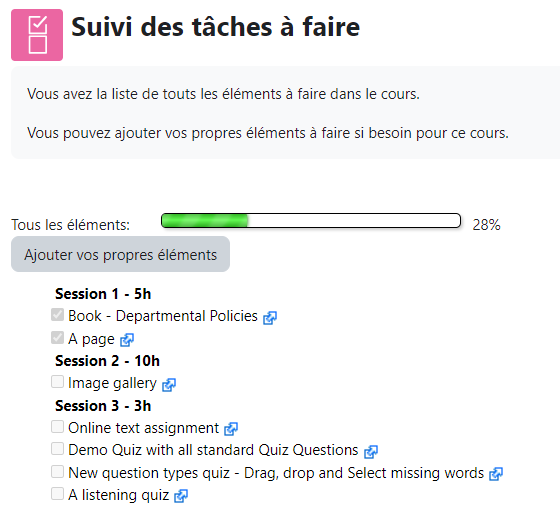 Suivi des tâches à faire
Vous avez la liste de touts les éléments à faire dans le cours.
Vous pouvez ajouter vos propres éléments à faire si besoin pour ce cours.
Tous les éléments: 28%
Ajouter vos propres éléments
Session 1 - 5h
Book - Departmental Policies
A page
Session 2 - 10h
Image gallery
Session 3 - 3h
Online text assignment
Demo Quiz with all standard Quiz Questions
New question types quiz - Drag, drop and Select missing words
A listening quiz